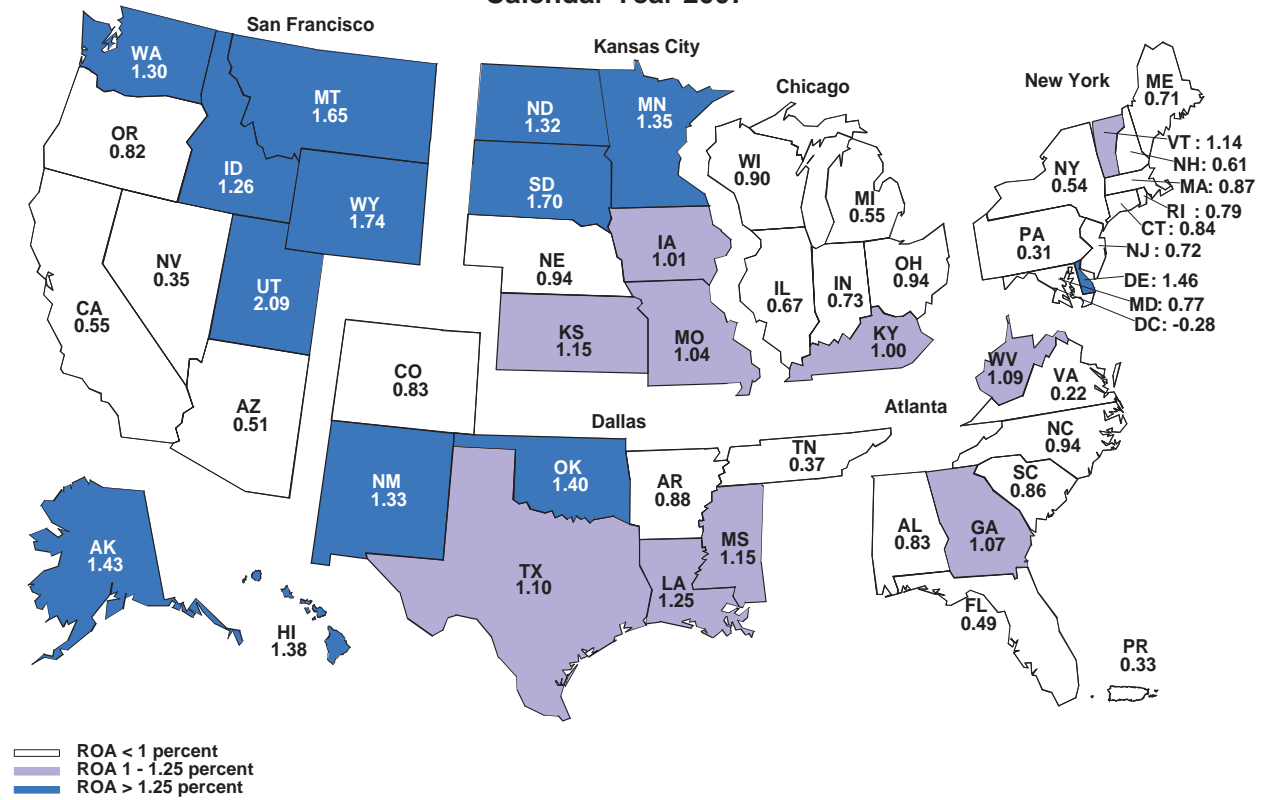 Calendar Year 2007
San Francisco
Kansas City
Chicago
New York
WA
1.30
MT
1.65
OR
0.82
ID
1.26
WY
1.74
NV
0.35
CA
0.55
UT
2.09
AZ
0.51
AK
1.43
HI
1.38
ND
1.32
MN
1.35
SD
1.70
NE
0.94
IA
1.01
KS
1.15
MO
1.04
CO
0.83
Dallas
NM
1.33
OK
1.40
TX
1.10
AR
0.88
LA
1.25
MS
1.15
TN
0.37
WI
0.90
MI
0.55
IL
0.67
IN
0.73
OH
0.94
KY
1.00
Atlanta
WV
1.09
VA
0.22
NC
0.94
SC
0.86
AL
0.83
GA
1.07
FL
0.49
PR
0.33
ME
0.71
NY
0.54
PA
0.31
VT : 1.14
NH: 0.61
MA: 0.87
RI : 0.79
CT: 0.84
NJ : 0.72
DE: 1.46
MD: 0.77
DC: -0.28
ROA < 1 percent
ROA 1 - 1.25 percent
ROA > 1.25 percent